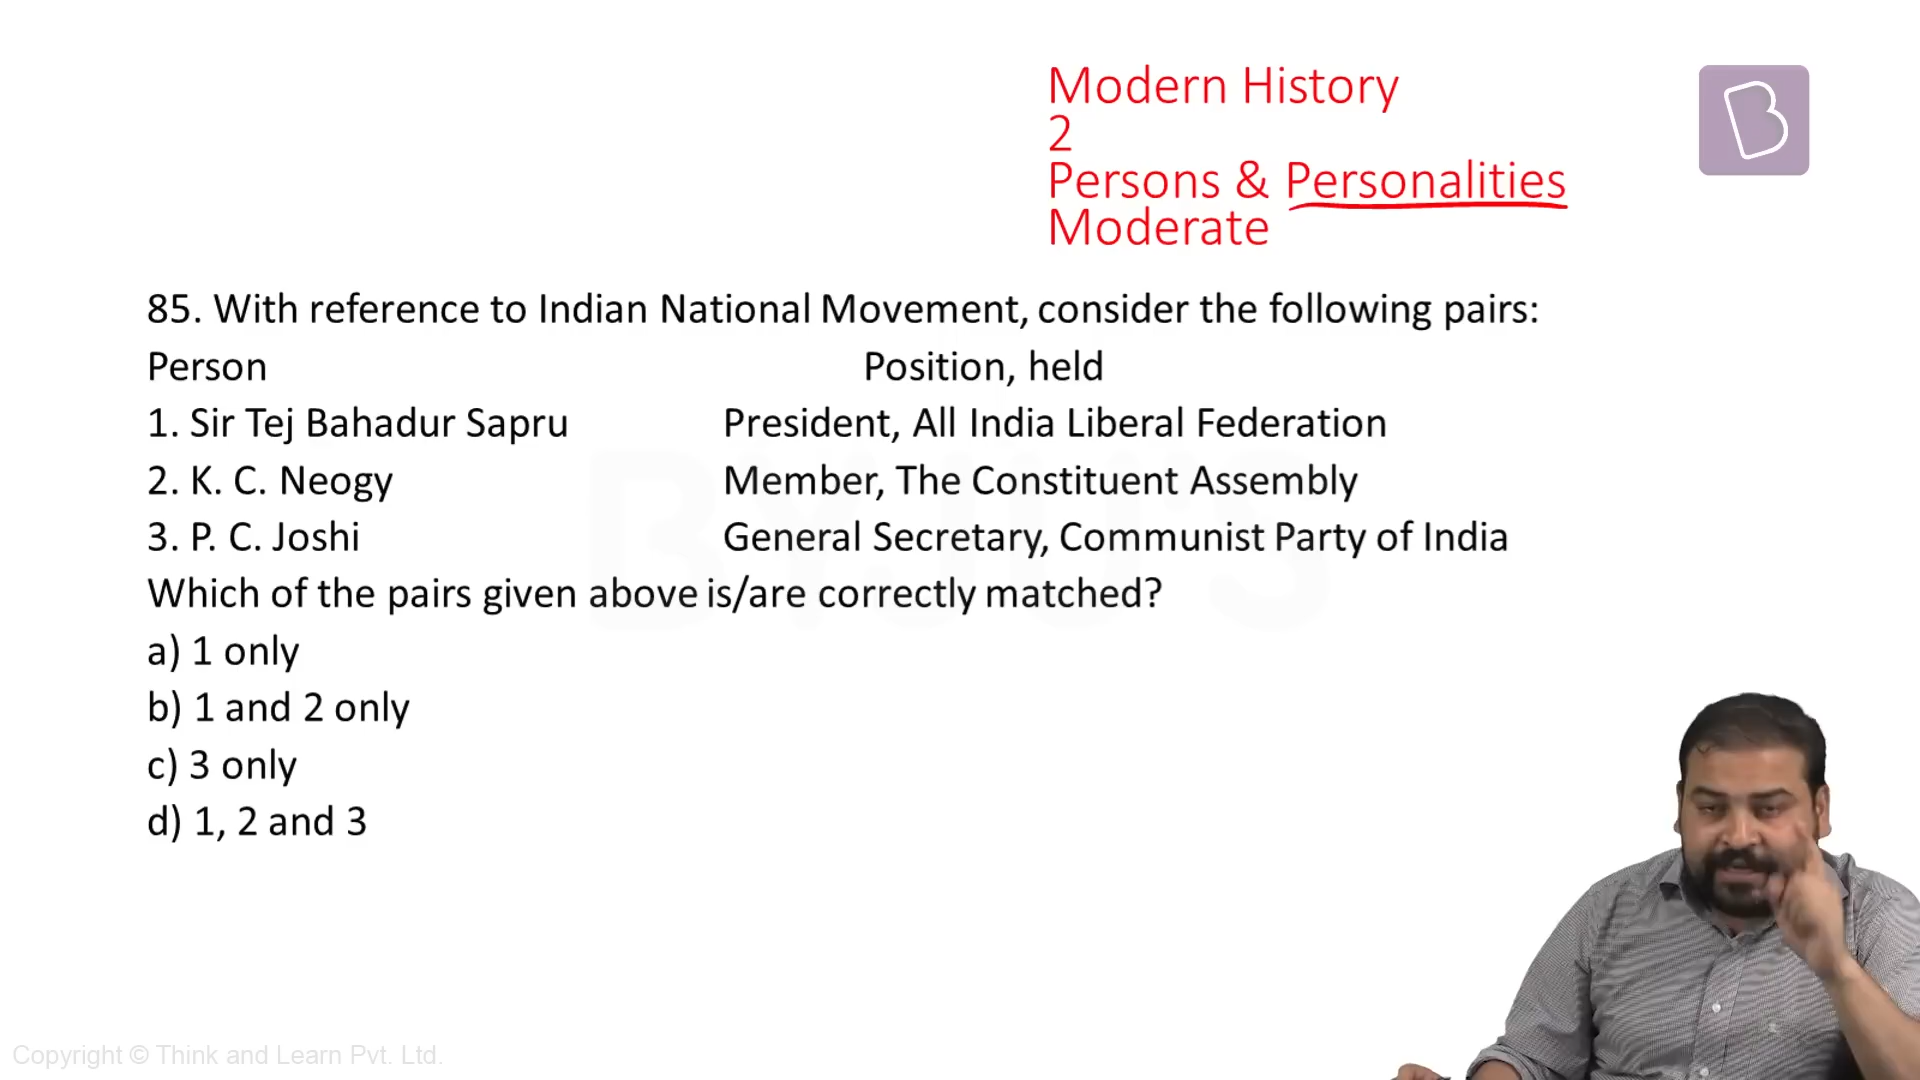 Modern History
2
Persons & Personalities
Moderate
85. With reference to Indian National Movement, consider the following pairs:
Person Position, held
1. Sir Tej Bahadur Sapru President, All India Liberal Federation
2. K. C. Neogy Member, The Constituent Assembly
3. P. C. Joshi General Secretary, Communist Party of India
Which of the pairs given above is/are correctly matched?
a) 1 only
b) 1 and 2 only
c) 3 only
d) 1, 2 and 3
BYJU'S
Copyright © Think and Learn Pvt. Ltd.